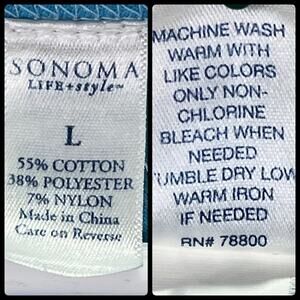 SONOMA
LIFE+style™
L
55% COTTON
38% POLYESTER
7% NYLON
Made in China
Care on Reverse
MACHINE WASH
WARM WITH
LIKE COLORS
ONLY NON-
CHLORINE
BLEACH WHEN
NEEDED
TUMBLE DRY LOW
WARM IRON
IF NEEDED
RN# 78800